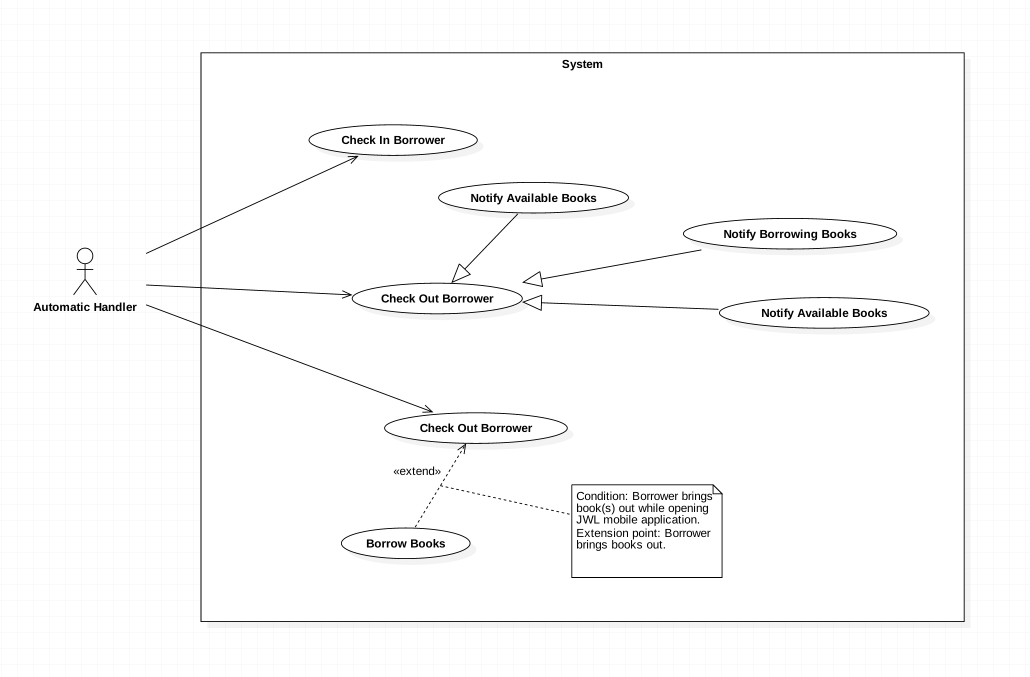 System
Check In Borrower
Notify Available Books
Notify Borrowing Books
Automatic Handler
Check Out Borrower
Notify Available Books
Check Out Borrower
«extend»
Condition: Borrower brings
book(s) out while opening
JWL mobile application.
Extension point: Borrower
brings books out.
Borrow Books